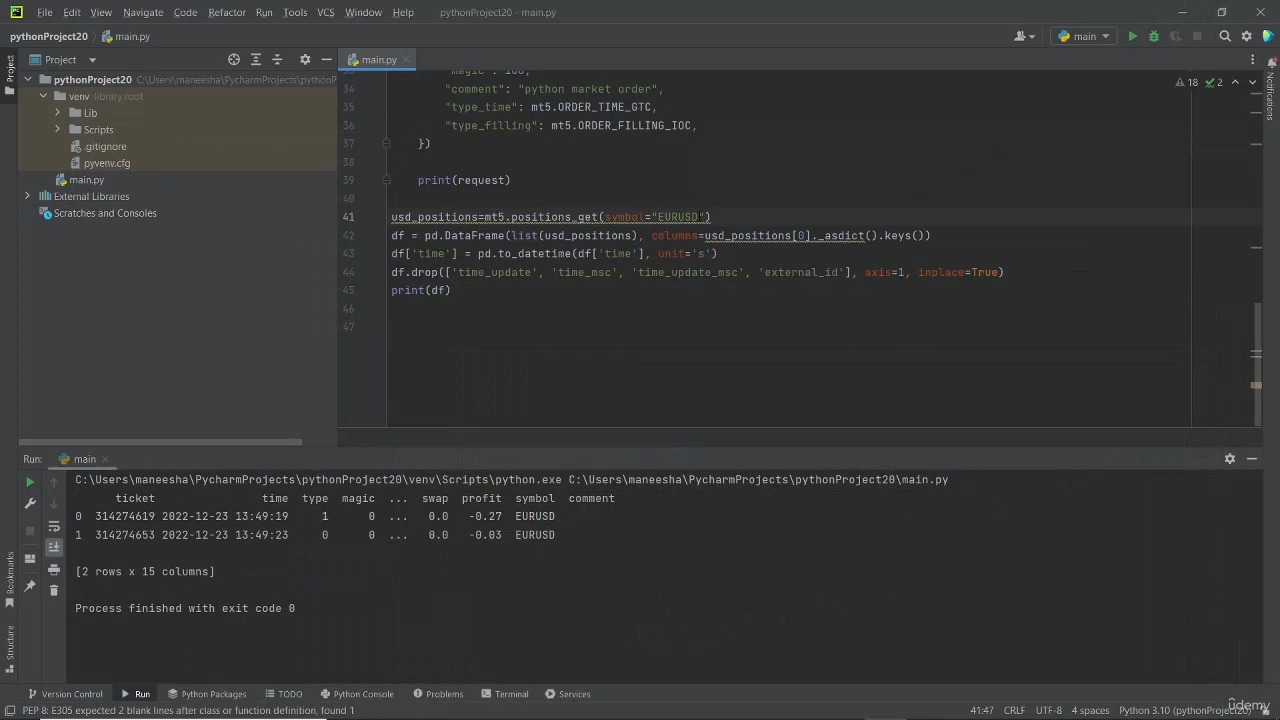 File Edit View Navigate Code Refactor Run Tools VCS Window Help pythonProject20 - main.py
pythonProject20 main.py main
Project main.py
pythonProject20 C:\Users\maneesha\PycharmProjects\pythonP
venv library root
Lib
Scripts
.gitignore
pyvenv.cfg
main.py
External Libraries
Scratches and Consoles
18 2
34 "comment": "python market order",
35 "type_time": mt5.ORDER_TIME_GTC,
36 "type_filling": mt5.ORDER_FILLING_IOC,
37 })
38
39 print(request)
40
41 usd_positions=mt5.positions_get(symbol="EURUSD")
42 df = pd.DataFrame(list(usd_positions), columns=usd_positions[0]._asdict().keys())
43 df['time'] = pd.to_datetime(df['time'], unit='s')
44 df.drop(['time_update', 'time_msc', 'time_update_msc', 'external_id'], axis=1, inplace=True)
45 print(df)
46
47
Project
Notifications
Bookmarks
Structure
Run: main
C:\Users\maneesha\PycharmProjects\pythonProject20\venv\Scripts\python.exe C:\Users\maneesha\PycharmProjects\pythonProject20\main.py
ticket time type magic ... swap profit symbol comment
0 314274619 2022-12-23 13:49:19 1 0 ... 0.0 -0.27 EURUSD
1 314274653 2022-12-23 13:49:23 0 0 ... 0.0 -0.03 EURUSD
[2 rows x 15 columns]
Process finished with exit code 0
Version Control Run Python Packages TODO Python Console Problems Terminal Services
PEP 8: E305 expected 2 blank lines after class or function definition, found 1 41:47 CRLF UTF-8 4 spaces Python 3.10 (pythonProject20)
udemy